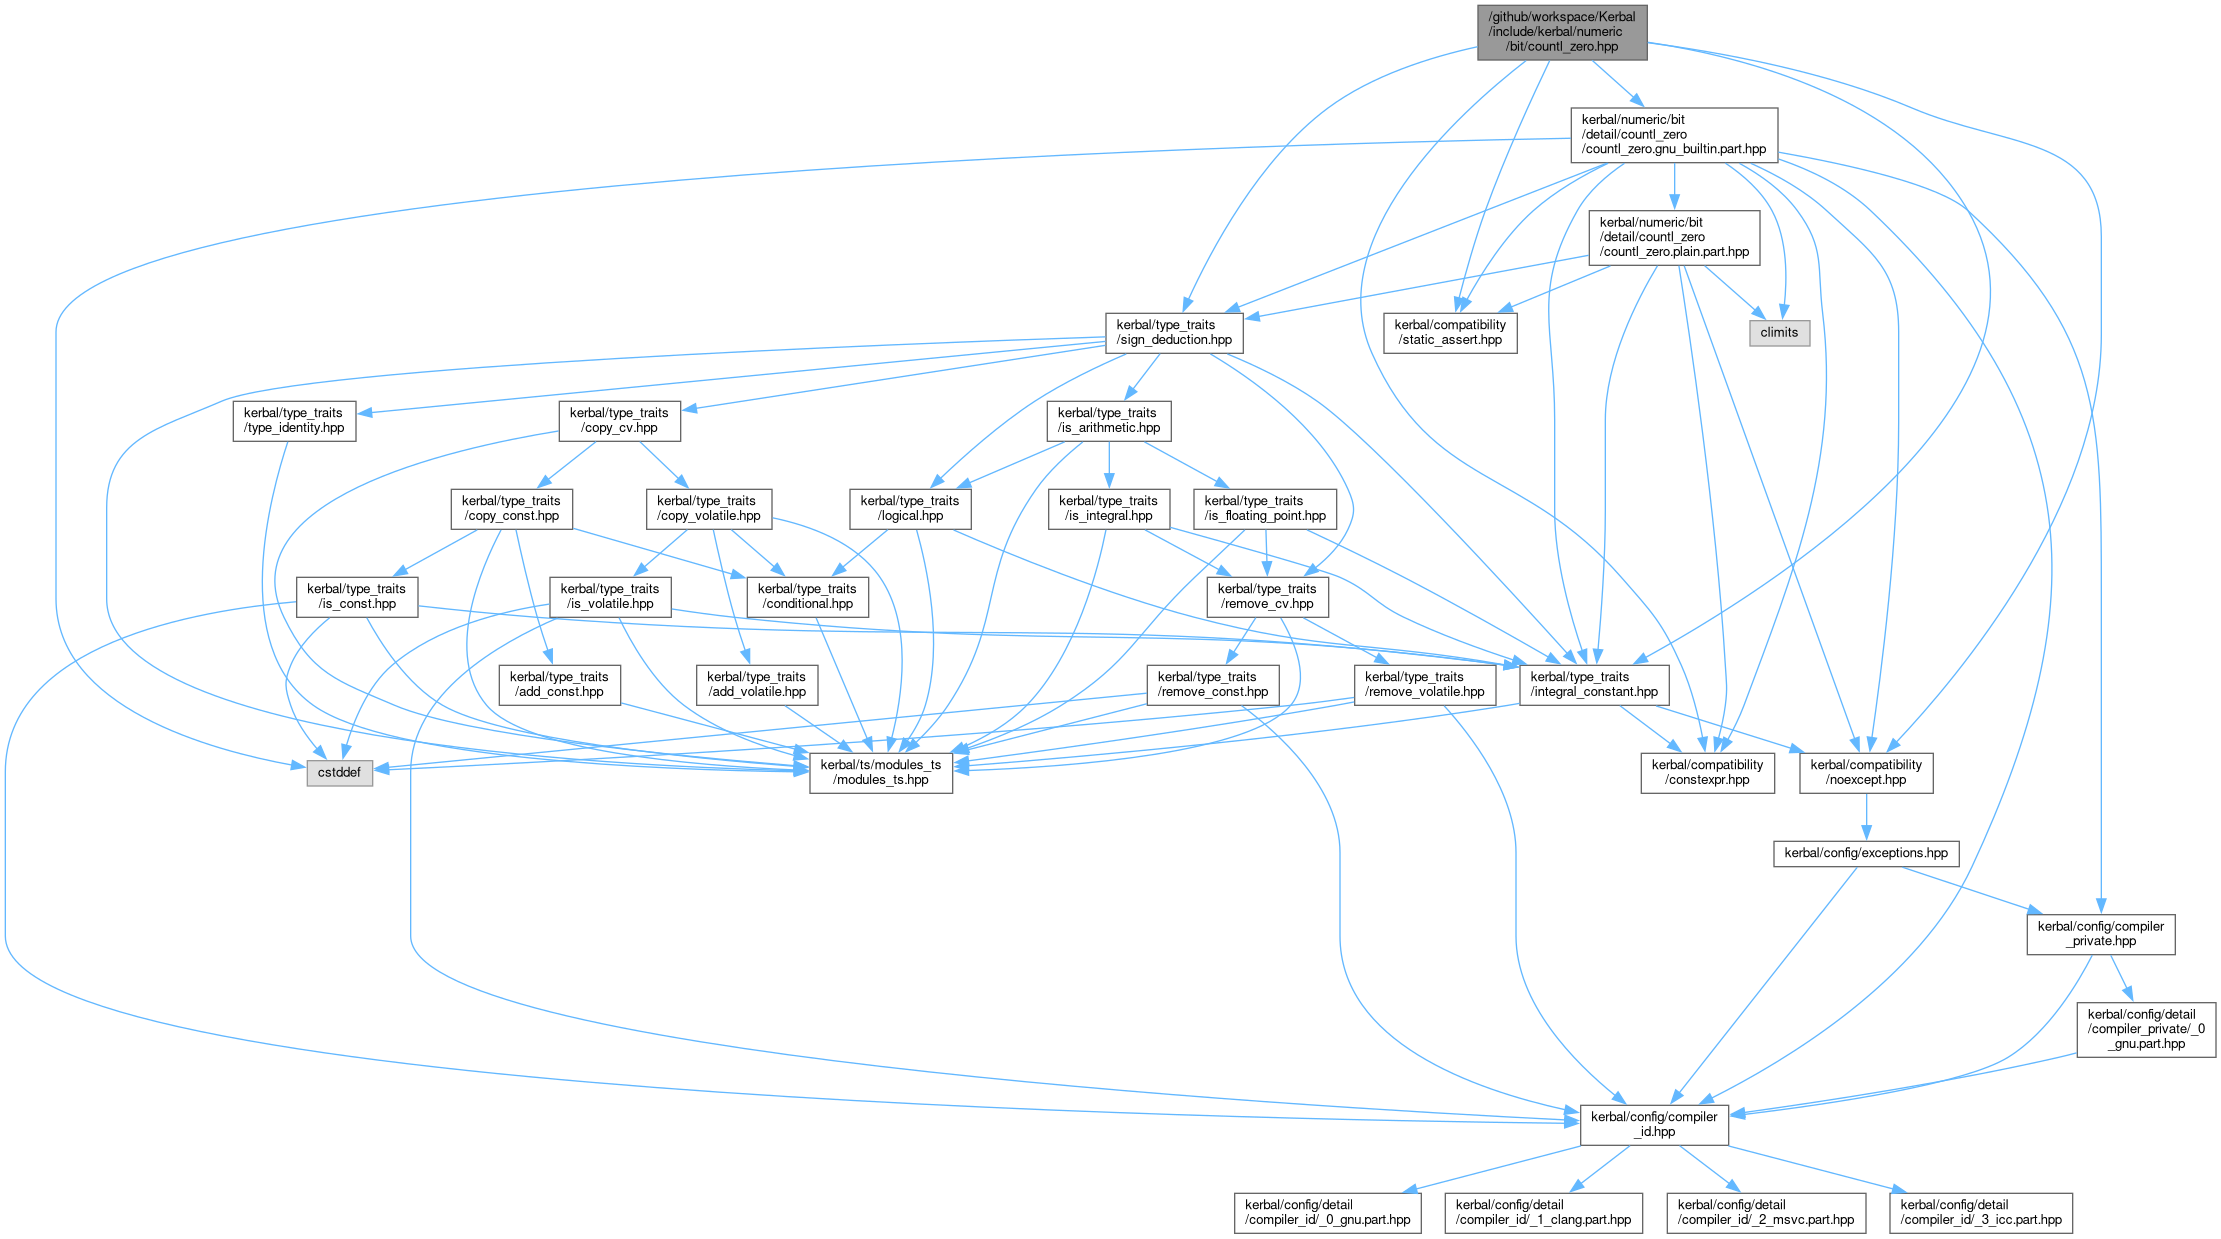 /github/workspace/Kerbal
/include/kerbal/numeric
/bit/countl_zero.hpp
kerbal/numeric/bit
/detail/countl_zero
/countl_zero.gnu_builtin.part.hpp
kerbal/numeric/bit
/detail/countl_zero
/countl_zero.plain.part.hpp
kerbal/type_traits
/sign_deduction.hpp
kerbal/compatibility
/static_assert.hpp
climits
kerbal/type_traits
/type_identity.hpp
kerbal/type_traits
/copy_cv.hpp
kerbal/type_traits
/is_arithmetic.hpp
kerbal/type_traits
/copy_const.hpp
kerbal/type_traits
/copy_volatile.hpp
kerbal/type_traits
/logical.hpp
kerbal/type_traits
/is_integral.hpp
kerbal/type_traits
/is_floating_point.hpp
kerbal/type_traits
/is_const.hpp
kerbal/type_traits
/is_volatile.hpp
kerbal/type_traits
/conditional.hpp
kerbal/type_traits
/remove_cv.hpp
kerbal/type_traits
/add_const.hpp
kerbal/type_traits
/add_volatile.hpp
kerbal/type_traits
/remove_const.hpp
kerbal/type_traits
/remove_volatile.hpp
kerbal/type_traits
/integral_constant.hpp
cstddef
kerbal/ts/modules_ts
/modules_ts.hpp
kerbal/compatibility
/constexpr.hpp
kerbal/compatibility
/noexcept.hpp
kerbal/config/exceptions.hpp
kerbal/config/compiler
_private.hpp
kerbal/config/detail
/compiler_private/_0
_gnu.part.hpp
kerbal/config/compiler
_id.hpp
kerbal/config/detail
/compiler_id/_0_gnu.part.hpp
kerbal/config/detail
/compiler_id/_1_clang.part.hpp
kerbal/config/detail
/compiler_id/_2_msvc.part.hpp
kerbal/config/detail
/compiler_id/_3_icc.part.hpp